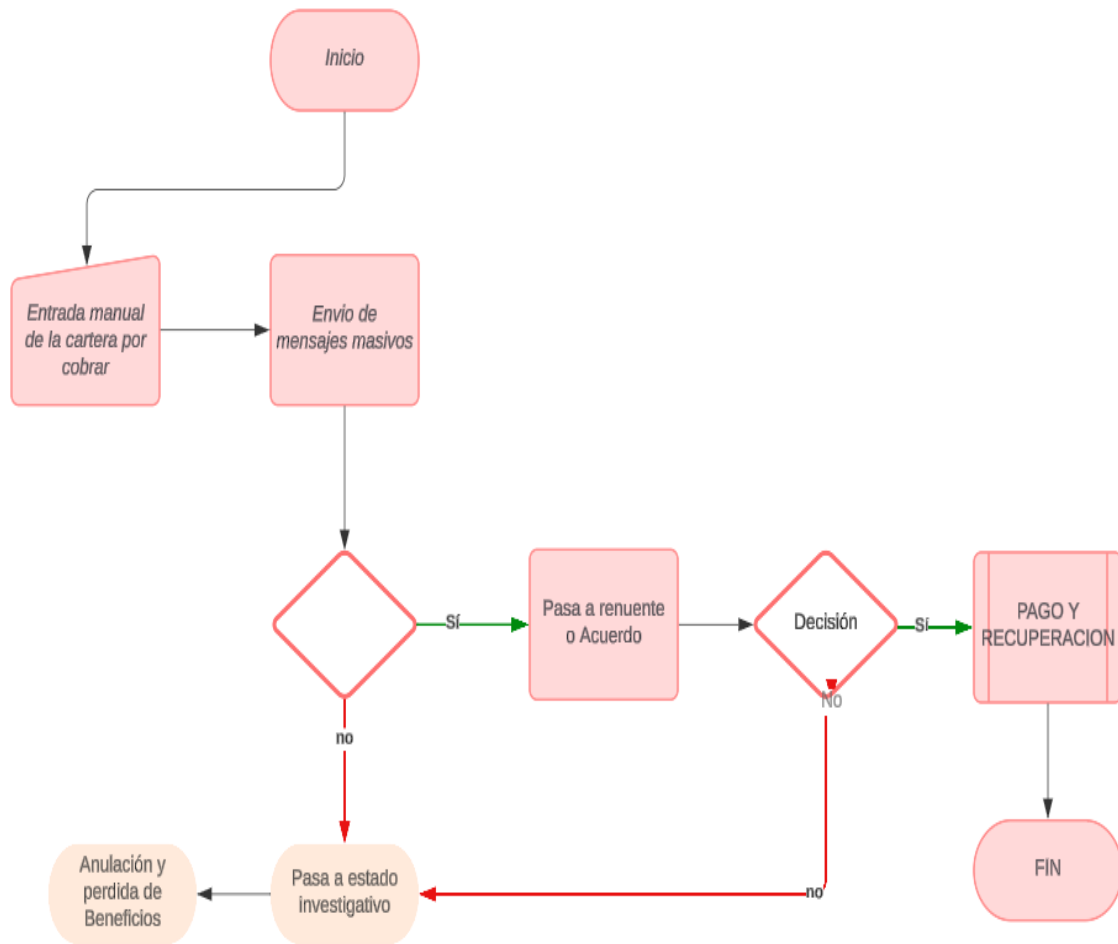 Inicio
Entrada manual
de la cartera por
cobrar
Envio de
mensajes masivos
Sí
Pasa a renuente
o Acuerdo
Decisión
Sí
PAGO Y
RECUPERACION
No
no
Anulación y
perdida de
Beneficios
Pasa a estado
investigativo
no
FIN